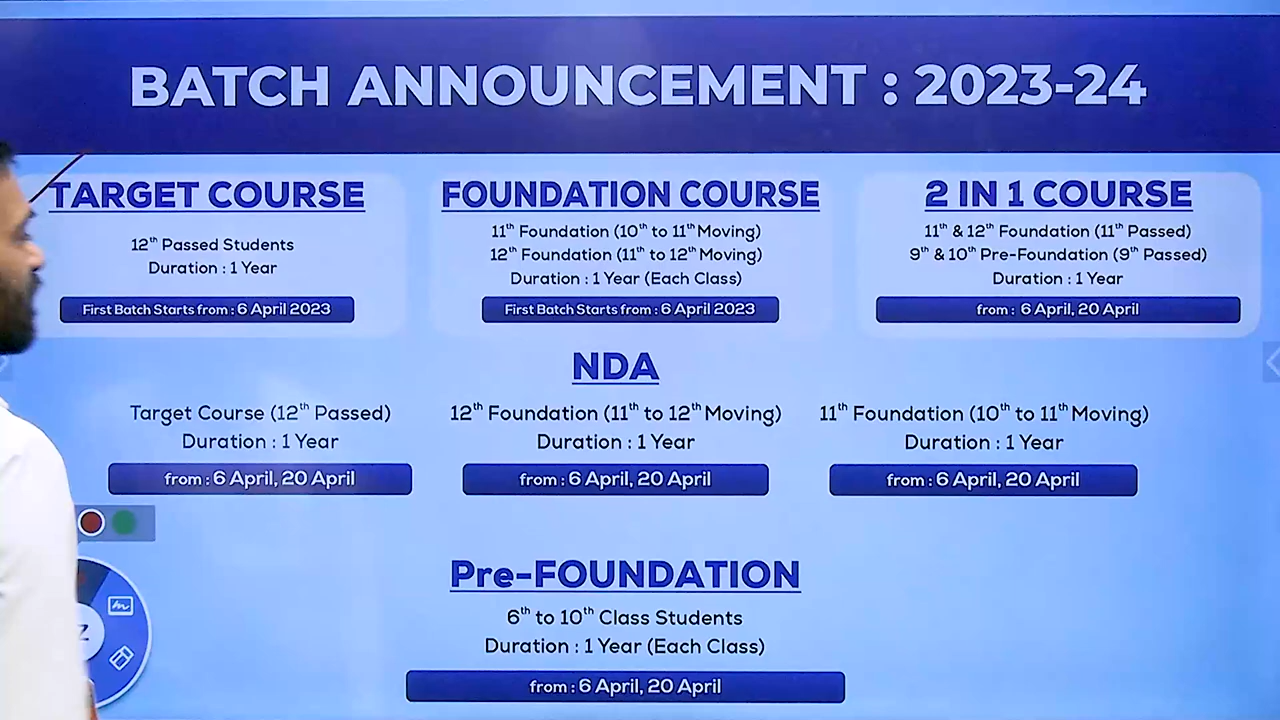 BATCH ANNOUNCEMENT : 2023-24
TARGET COURSE
12th Passed Students
Duration : 1 Year
First Batch Starts from : 6 April 2023
FOUNDATION COURSE
11th Foundation (10th to 11th Moving)
12th Foundation (11th to 12th Moving)
Duration : 1 Year (Each Class)
First Batch Starts from : 6 April 2023
2 IN 1 COURSE
11th & 12th Foundation (11th Passed)
9th & 10th Pre-Foundation (9th Passed)
Duration : 1 Year
from : 6 April, 20 April
NDA
Target Course (12th Passed)
Duration : 1 Year
from : 6 April, 20 April
12th Foundation (11th to 12th Moving)
Duration : 1 Year
from : 6 April, 20 April
11th Foundation (10th to 11th Moving)
Duration : 1 Year
from : 6 April, 20 April
Pre-FOUNDATION
6th to 10th Class Students
Duration : 1 Year (Each Class)
from : 6 April, 20 April